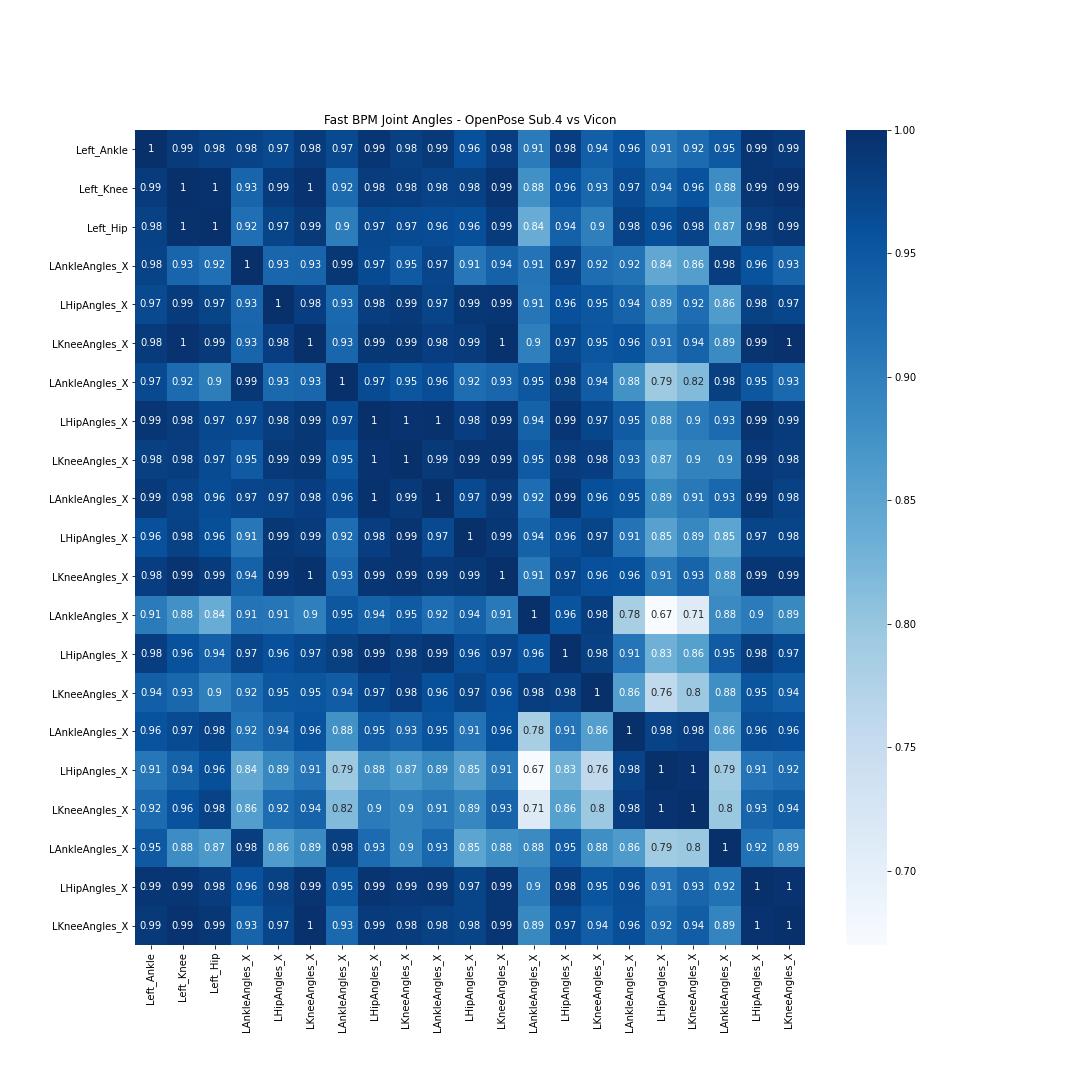 Fast BPM Joint Angles - OpenPose Sub.4 vs Vicon
Left_Ankle 1 0.99 0.98 0.98 0.97 0.98 0.97 0.99 0.98 0.99 0.96 0.98 0.91 0.98 0.94 0.96 0.91 0.92 0.95 0.99 0.99
Left_Knee 0.99 1 1 0.93 0.99 1 0.92 0.98 0.98 0.98 0.98 0.99 0.88 0.96 0.93 0.97 0.94 0.96 0.88 0.99 0.99
Left_Hip 0.98 1 1 0.92 0.97 0.99 0.9 0.97 0.97 0.96 0.96 0.99 0.84 0.94 0.9 0.98 0.96 0.98 0.87 0.98 0.99
LAnkleAngles_X 0.98 0.93 0.92 1 0.93 0.93 0.99 0.97 0.95 0.97 0.91 0.94 0.91 0.97 0.92 0.92 0.84 0.86 0.98 0.96 0.93
LHipAngles_X 0.97 0.99 0.97 0.93 1 0.98 0.93 0.98 0.99 0.97 0.99 0.99 0.91 0.96 0.95 0.94 0.89 0.92 0.86 0.98 0.97
LKneeAngles_X 0.98 1 0.99 0.93 0.98 1 0.93 0.99 0.99 0.98 0.99 1 0.9 0.97 0.95 0.96 0.91 0.94 0.89 0.99 1
LAnkleAngles_X 0.97 0.92 0.9 0.99 0.93 0.93 1 0.97 0.95 0.96 0.92 0.93 0.95 0.98 0.94 0.88 0.79 0.82 0.98 0.95 0.93
LHipAngles_X 0.99 0.98 0.97 0.97 0.98 0.99 0.97 1 1 1 0.98 0.99 0.94 0.99 0.97 0.95 0.88 0.9 0.93 0.99 0.99
LKneeAngles_X 0.98 0.98 0.97 0.95 0.99 0.99 0.95 1 1 0.99 0.99 0.99 0.95 0.98 0.98 0.93 0.87 0.9 0.9 0.99 0.98
LAnkleAngles_X 0.99 0.98 0.96 0.97 0.97 0.98 0.96 1 0.99 1 0.97 0.99 0.92 0.99 0.96 0.95 0.89 0.91 0.93 0.99 0.98
LHipAngles_X 0.96 0.98 0.96 0.91 0.99 0.99 0.92 0.98 0.99 0.97 1 0.99 0.94 0.96 0.97 0.91 0.85 0.89 0.85 0.97 0.98
LKneeAngles_X 0.98 0.99 0.99 0.94 0.99 1 0.93 0.99 0.99 0.99 0.99 1 0.91 0.97 0.96 0.96 0.91 0.93 0.88 0.99 0.99
LAnkleAngles_X 0.91 0.88 0.84 0.91 0.91 0.9 0.95 0.94 0.95 0.92 0.94 0.91 1 0.96 0.98 0.78 0.67 0.71 0.88 0.9 0.89
LHipAngles_X 0.98 0.96 0.94 0.97 0.96 0.97 0.98 0.99 0.98 0.99 0.96 0.97 0.96 1 0.98 0.91 0.83 0.86 0.95 0.98 0.97
LKneeAngles_X 0.94 0.93 0.9 0.92 0.95 0.95 0.94 0.97 0.98 0.96 0.97 0.96 0.98 0.98 1 0.86 0.76 0.8 0.88 0.95 0.94
LAnkleAngles_X 0.96 0.97 0.98 0.92 0.94 0.96 0.88 0.95 0.93 0.95 0.91 0.96 0.78 0.91 0.86 1 0.98 0.98 0.86 0.96 0.96
LHipAngles_X 0.91 0.94 0.96 0.84 0.89 0.91 0.79 0.88 0.87 0.89 0.85 0.91 0.67 0.83 0.76 0.98 1 1 0.79 0.91 0.92
LKneeAngles_X 0.92 0.96 0.98 0.86 0.92 0.94 0.82 0.9 0.9 0.91 0.89 0.93 0.71 0.86 0.8 0.98 1 1 0.8 0.93 0.94
LAnkleAngles_X 0.95 0.88 0.87 0.98 0.86 0.89 0.98 0.93 0.9 0.93 0.85 0.88 0.88 0.95 0.88 0.86 0.79 0.8 1 0.92 0.89
LHipAngles_X 0.99 0.99 0.98 0.96 0.98 0.99 0.95 0.99 0.99 0.99 0.97 0.99 0.9 0.98 0.95 0.96 0.91 0.93 0.92 1 1
LKneeAngles_X 0.99 0.99 0.99 0.93 0.97 1 0.93 0.99 0.98 0.98 0.98 0.99 0.89 0.97 0.94 0.96 0.92 0.94 0.89 1 1
Left_Ankle
Left_Knee
Left_Hip
LAnkleAngles_X
LHipAngles_X
LKneeAngles_X
LAnkleAngles_X
LHipAngles_X
LKneeAngles_X
LAnkleAngles_X
LHipAngles_X
LKneeAngles_X
LAnkleAngles_X
LHipAngles_X
LKneeAngles_X
LAnkleAngles_X
LHipAngles_X
LKneeAngles_X
LAnkleAngles_X
LHipAngles_X
LKneeAngles_X
1.00
0.95
0.90
0.85
0.80
0.75
0.70